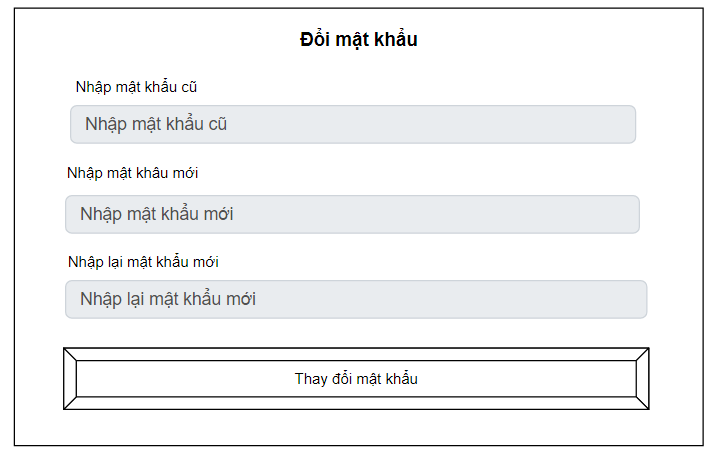 Đổi mật khẩu
Nhập mật khẩu cũ
Nhập mật khẩu cũ
Nhập mật khâu mới
Nhập mật khẩu mới
Nhập lại mật khẩu mới
Nhập lại mật khẩu mới
Thay đổi mật khẩu